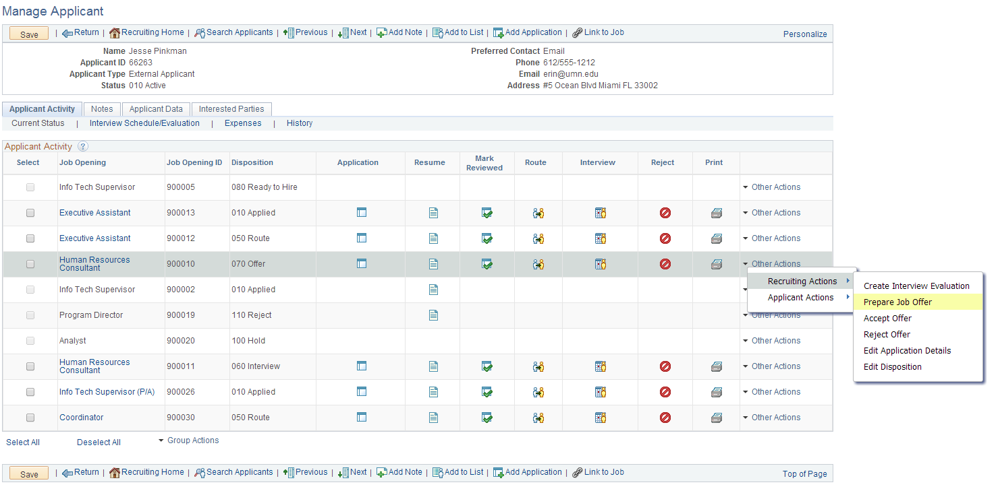 Manage Applicant
Save | Return | Recruiting Home | Search Applicants | Previous | Next | Add Note | Add to List | Add Application | Link to Job Personalize
Name Jesse Pinkman Preferred Contact Email
Applicant ID 66263 Phone 612/555-1212
Applicant Type External Applicant Email erin@umn.edu
Status 010 Active Address #5 Ocean Blvd Miami FL 33002
Applicant Activity Notes Applicant Data Interested Parties
Current Status | Interview Schedule/Evaluation | Expenses | History
Applicant Activity ?
Select Job Opening Job Opening ID Disposition Application Resume Mark Reviewed Route Interview Reject Print
Info Tech Supervisor 900005 080 Ready to Hire Other Actions
Executive Assistant 900013 010 Applied Other Actions
Executive Assistant 900012 050 Route Other Actions
Human Resources Consultant 900010 070 Offer Other Actions
Recruiting Actions
Applicant Actions
Create Interview Evaluation
Prepare Job Offer
Accept Offer
Reject Offer
Edit Application Details
Edit Disposition
Info Tech Supervisor 900002 010 Applied
Program Director 900019 110 Reject Other Actions
Analyst 900020 100 Hold Other Actions
Human Resources Consultant 900011 060 Interview Other Actions
Info Tech Supervisor (P/A) 900026 010 Applied Other Actions
Coordinator 900030 050 Route Other Actions
Select All Deselect All Group Actions
Save | Return | Recruiting Home | Search Applicants | Previous | Next | Add Note | Add to List | Add Application | Link to Job Top of Page